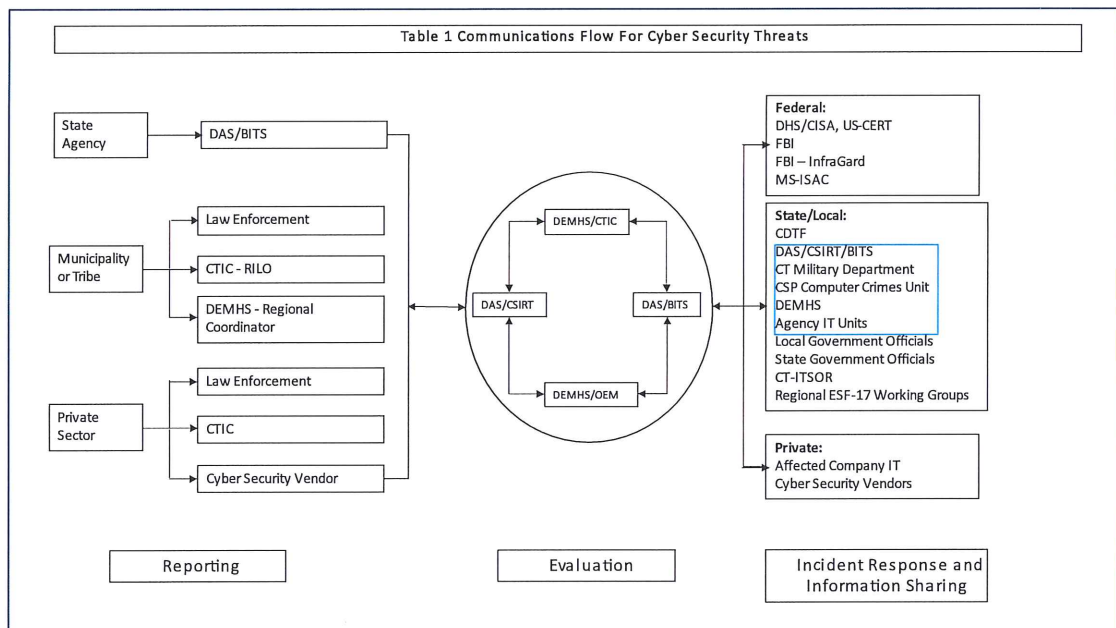 Table 1 Communications Flow For Cyber Security Threats
State
Agency
DAS/BITS
Municipality
or Tribe
Law Enforcement
CTIC - RILO
DEMHS - Regional
Coordinator
Private
Sector
Law Enforcement
CTIC
Cyber Security Vendor
DEMHS/CTIC
DAS/CSIRT
DAS/BITS
DEMHS/OEM
Federal:
DHS/CISA, US-CERT
FBI
FBI – InfraGard
MS-ISAC
State/Local:
CDTF
DAS/CSIRT/BITS
CT Military Department
CSP Computer Crimes Unit
DEMHS
Agency IT Units
Local Government Officials
State Government Officials
CT-ITSOR
Regional ESF-17 Working Groups
Private:
Affected Company IT
Cyber Security Vendors
Reporting
Evaluation
Incident Response and
Information Sharing